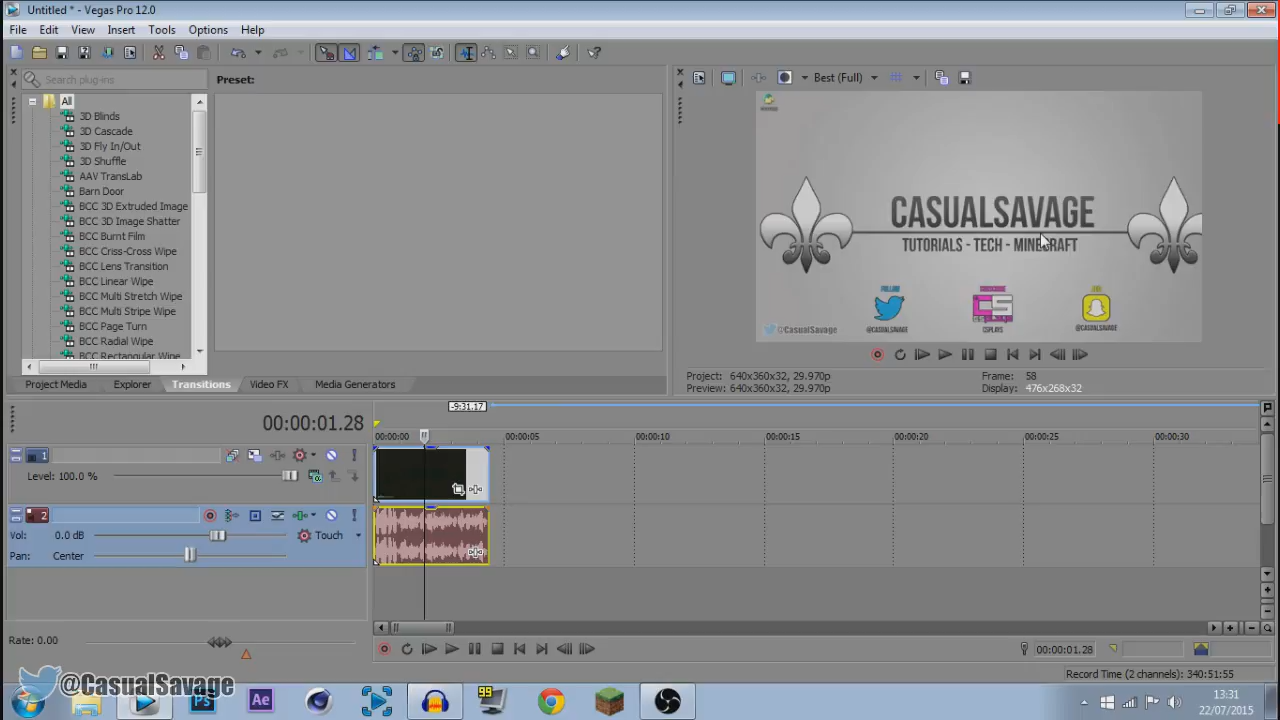 Untitled * - Vegas Pro 12.0
File Edit View Insert Tools Options Help
Search plug-ins
Preset:
All
3D Blinds
3D Cascade
3D Fly In/Out
3D Shuffle
AAV TransLab
Barn Door
BCC 3D Extruded Image
BCC 3D Image Shatter
BCC Burnt Film
BCC Criss-Cross Wipe
BCC Lens Transition
BCC Linear Wipe
BCC Multi Stretch Wipe
BCC Multi Stripe Wipe
BCC Page Turn
BCC Radial Wipe
BCC Rectangular Wipe
Project Media Explorer Transitions Video FX Media Generators
Best (Full)
CASUALSAVAGE
TUTORIALS - TECH - MINECRAFT
FOLLOW SUBSCRIBE
CS
@CASUALSAVAGE CSPLAYS @CASUALSAVAGE
@CasualSavage
Project: 640x360x32, 29.970p Frame: 58
Preview: 640x360x32, 29.970p Display: 476x268x32
00:00:01.28
-9:31.17
00:00:00 00:00:05 00:00:10 00:00:15 00:00:20 00:00:25 00:00:30
1
Level: 100.0 %
2
Vol: 0.0 dB Touch
Pan: Center
Rate: 0.00
00:00:01.28
Record Time (2 channels): 340:51:55
@CasualSavage
Ps Ae 99
13:31
22/07/2015